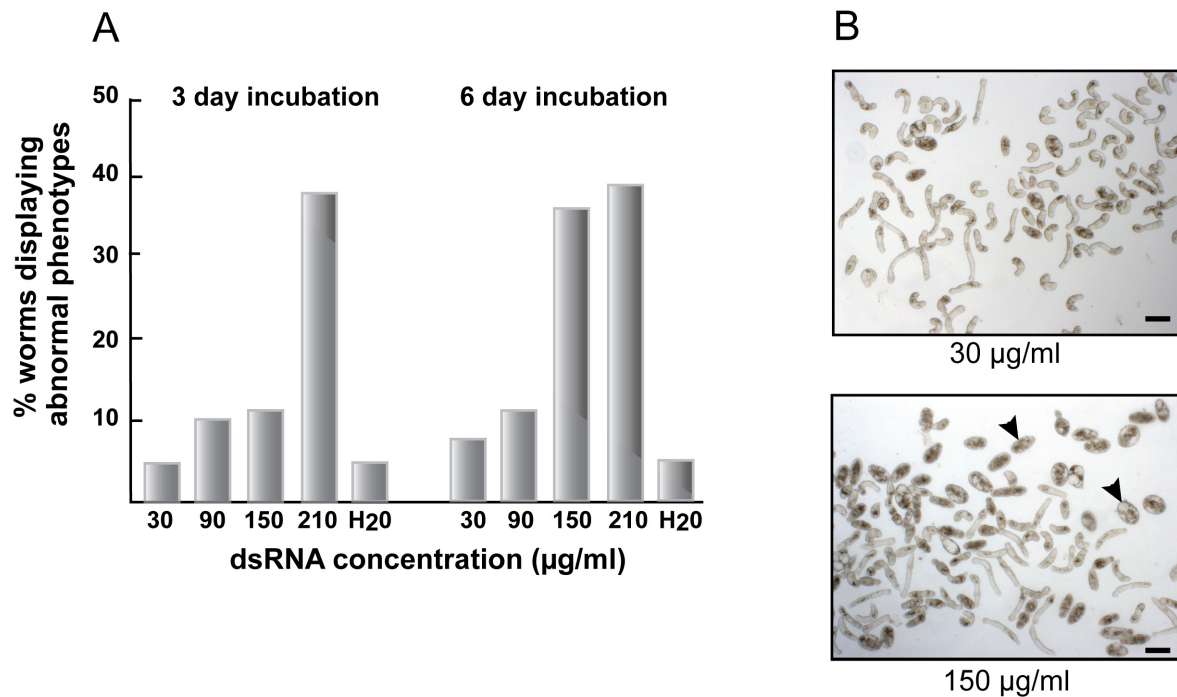 A
B
50
40
30
20
10
% worms displaying
abnormal phenotypes
3 day incubation
6 day incubation
30 90 150 210 H20
30 90 150 210 H20
dsRNA concentration (µg/ml)
30 µg/ml
150 µg/ml